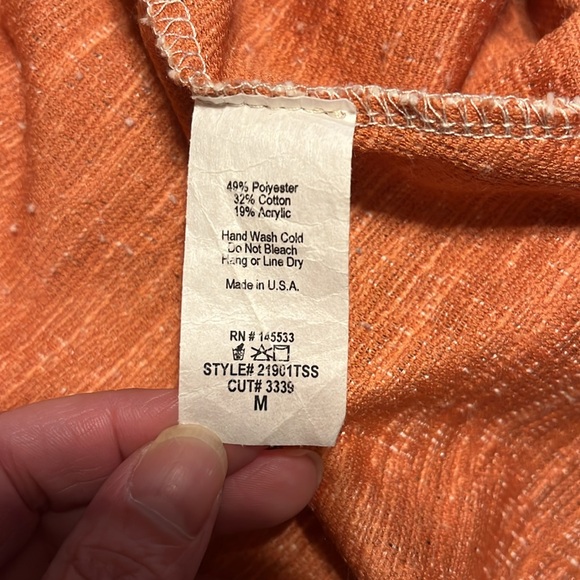 49% Polyester
32% Cotton
19% Acrylic
Hand Wash Cold
Do Not Bleach
Hang or Line Dry
Made in U.S.A.
RN # 145533
STYLE# 21901TSS
CUT# 3339
M